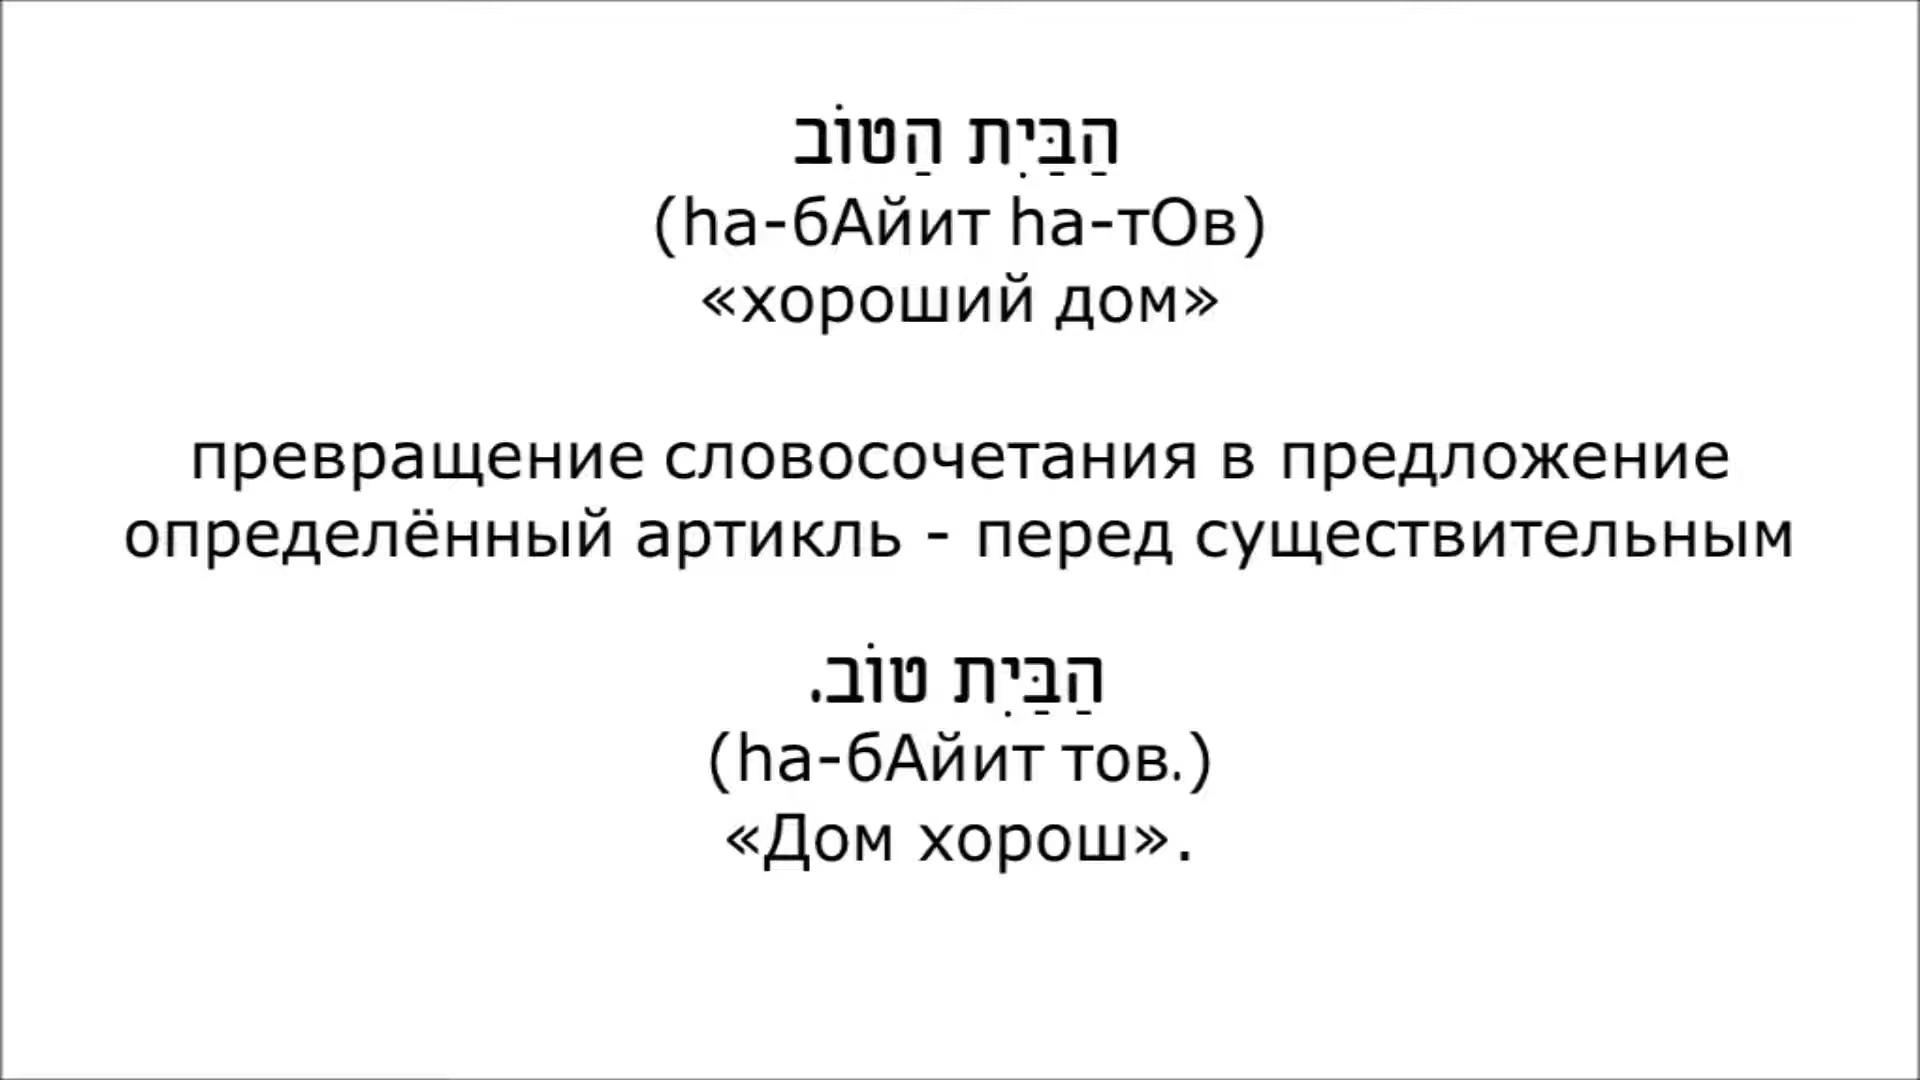 הַבַּיִת הַטוֹב
(hа-бАйит hа-тОв)
«хороший дом»
превращение словосочетания в предложение
определённый артикль - перед существительным
הַבַּיִת טוֹב.
(hа-бАйит тов.)
«Дом хорош».